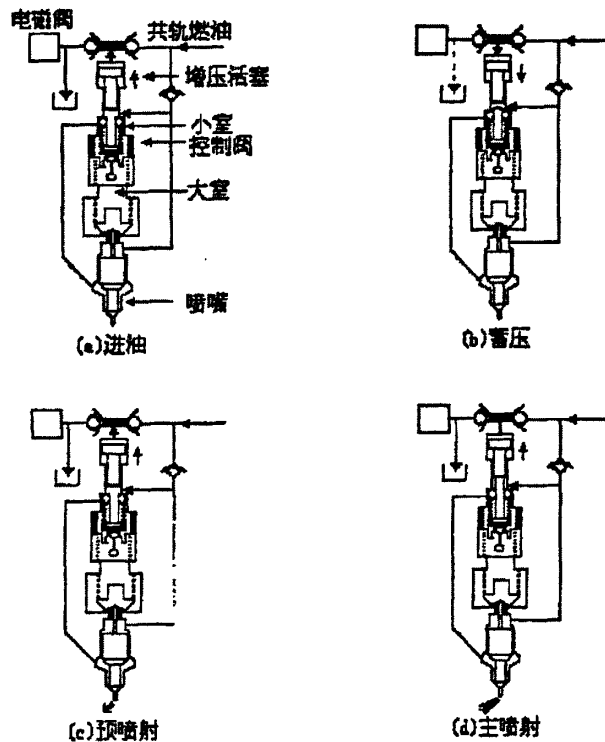 电磁阀
共轨燃油
增压活塞
小室
控制阀
大室
喷嘴
(a)进油
(b)蓄压
(c)预喷射
(d)主喷射